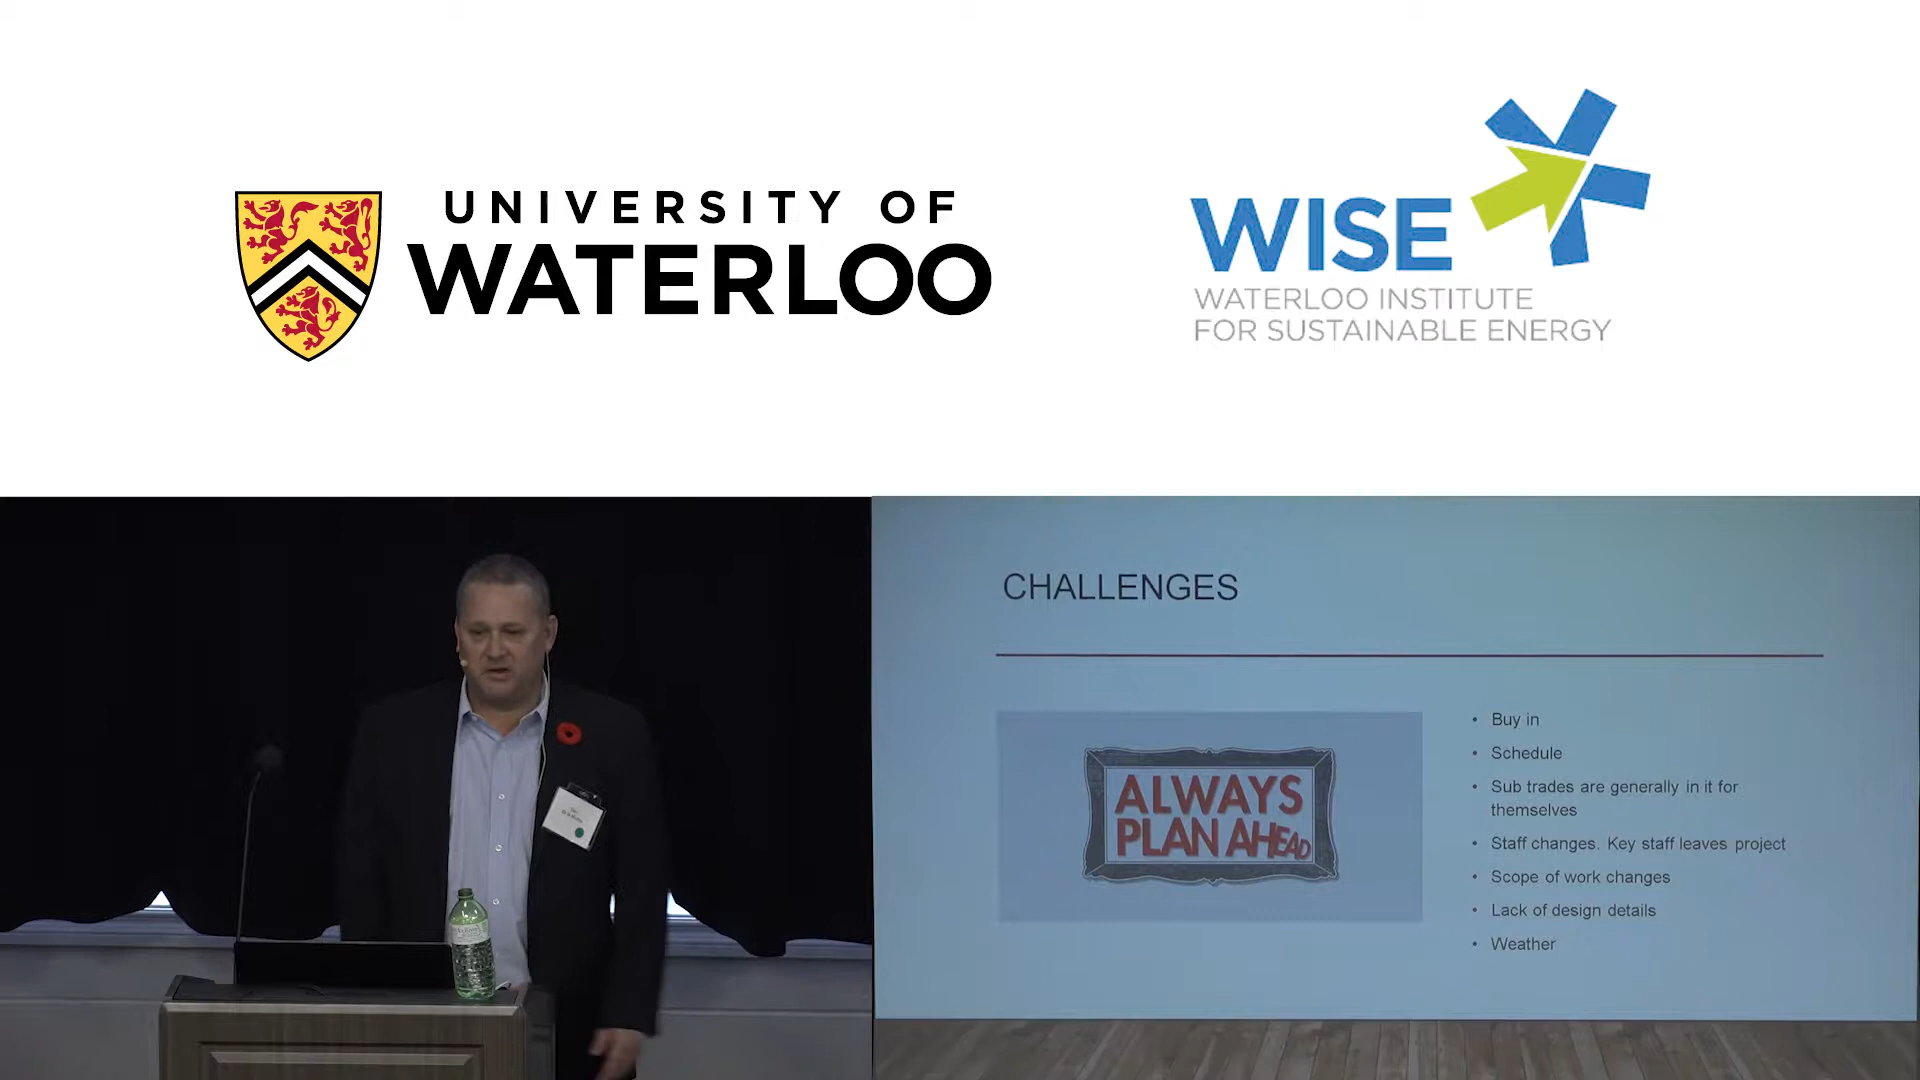 UNIVERSITY OF
WATERLOO
WISE
WATERLOO INSTITUTE
FOR SUSTAINABLE ENERGY
CHALLENGES
ALWAYS
PLAN AHEAD
• Buy in
• Schedule
• Sub trades are generally in it for
themselves
• Staff changes. Key staff leaves project
• Scope of work changes
• Lack of design details
• Weather